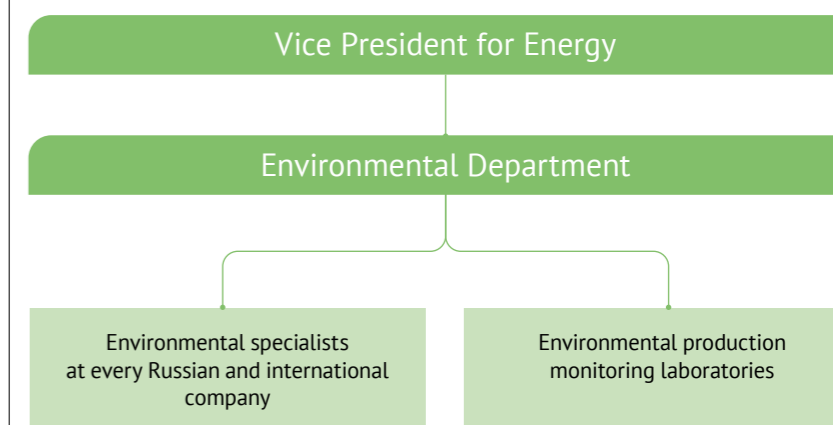 Vice President for Energy
Environmental Department
Environmental specialists
at every Russian and international
company
Environmental production
monitoring laboratories